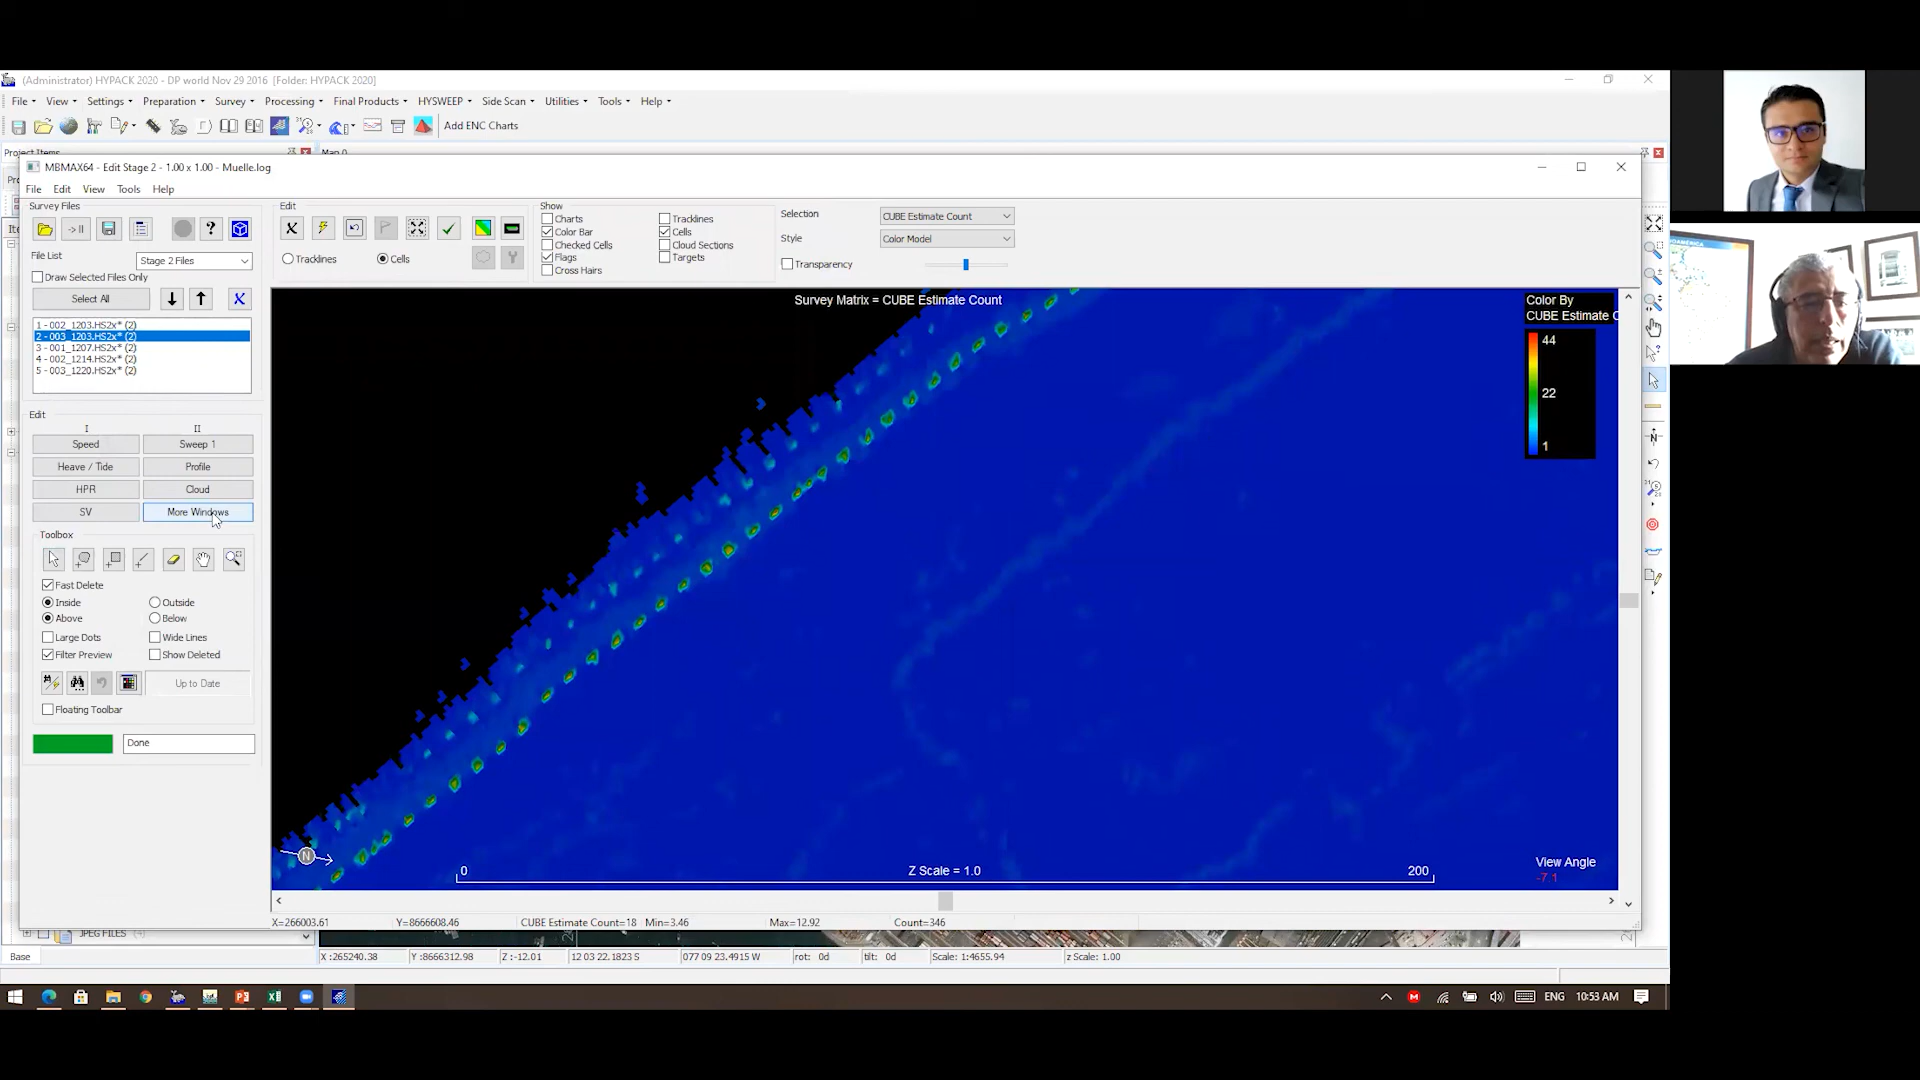 (Administrator) HYPACK 2020 - DP world Nov 29 2016 [Folder: HYPACK 2020]
File View Settings Preparation Survey Processing Final Products HYSWEEP Side Scan Utilities Tools Help
Add ENC Charts
Project Items
Map 0
MBMAX64 - Edit Stage 2 - 1.00 x 1.00 - Muelle.log
File Edit View Tools Help
Survey Files
File List
Stage 2 Files
Draw Selected Files Only
Select All
1 - 002_1203.HS2x* (2)
2 - 003_1203.HS2x* (2)
3 - 001_1207.HS2x* (2)
4 - 002_1214.HS2x* (2)
5 - 003_1220.HS2x* (2)
Edit
I II
Speed Sweep 1
Heave / Tide Profile
HPR Cloud
SV More Windows
Toolbox
Fast Delete
Inside Outside
Above Below
Large Dots Wide Lines
Filter Preview Show Deleted
Up to Date
Floating Toolbar
Done
Edit
Tracklines Cells
Show
Charts Tracklines
Color Bar Cells
Checked Cells Cloud Sections
Flags Targets
Cross Hairs
Selection CUBE Estimate Count
Style Color Model
Transparency
Survey Matrix = CUBE Estimate Count
Color By
CUBE Estimate C
44
22
1
N
0 Z Scale = 1.0 200
View Angle
-7.1
X=266003.61 Y=8666608.46 CUBE Estimate Count=18 Min=3.46 Max=12.92 Count=346
JPEG FILES
Base
X :265240.38 Y :8666312.98 Z :-12.01 12 03 22.1823 S 077 09 23.4915 W rot: 0d tilt: 0d Scale: 1:4655.94 z Scale: 1.00
ENG 10:53 AM